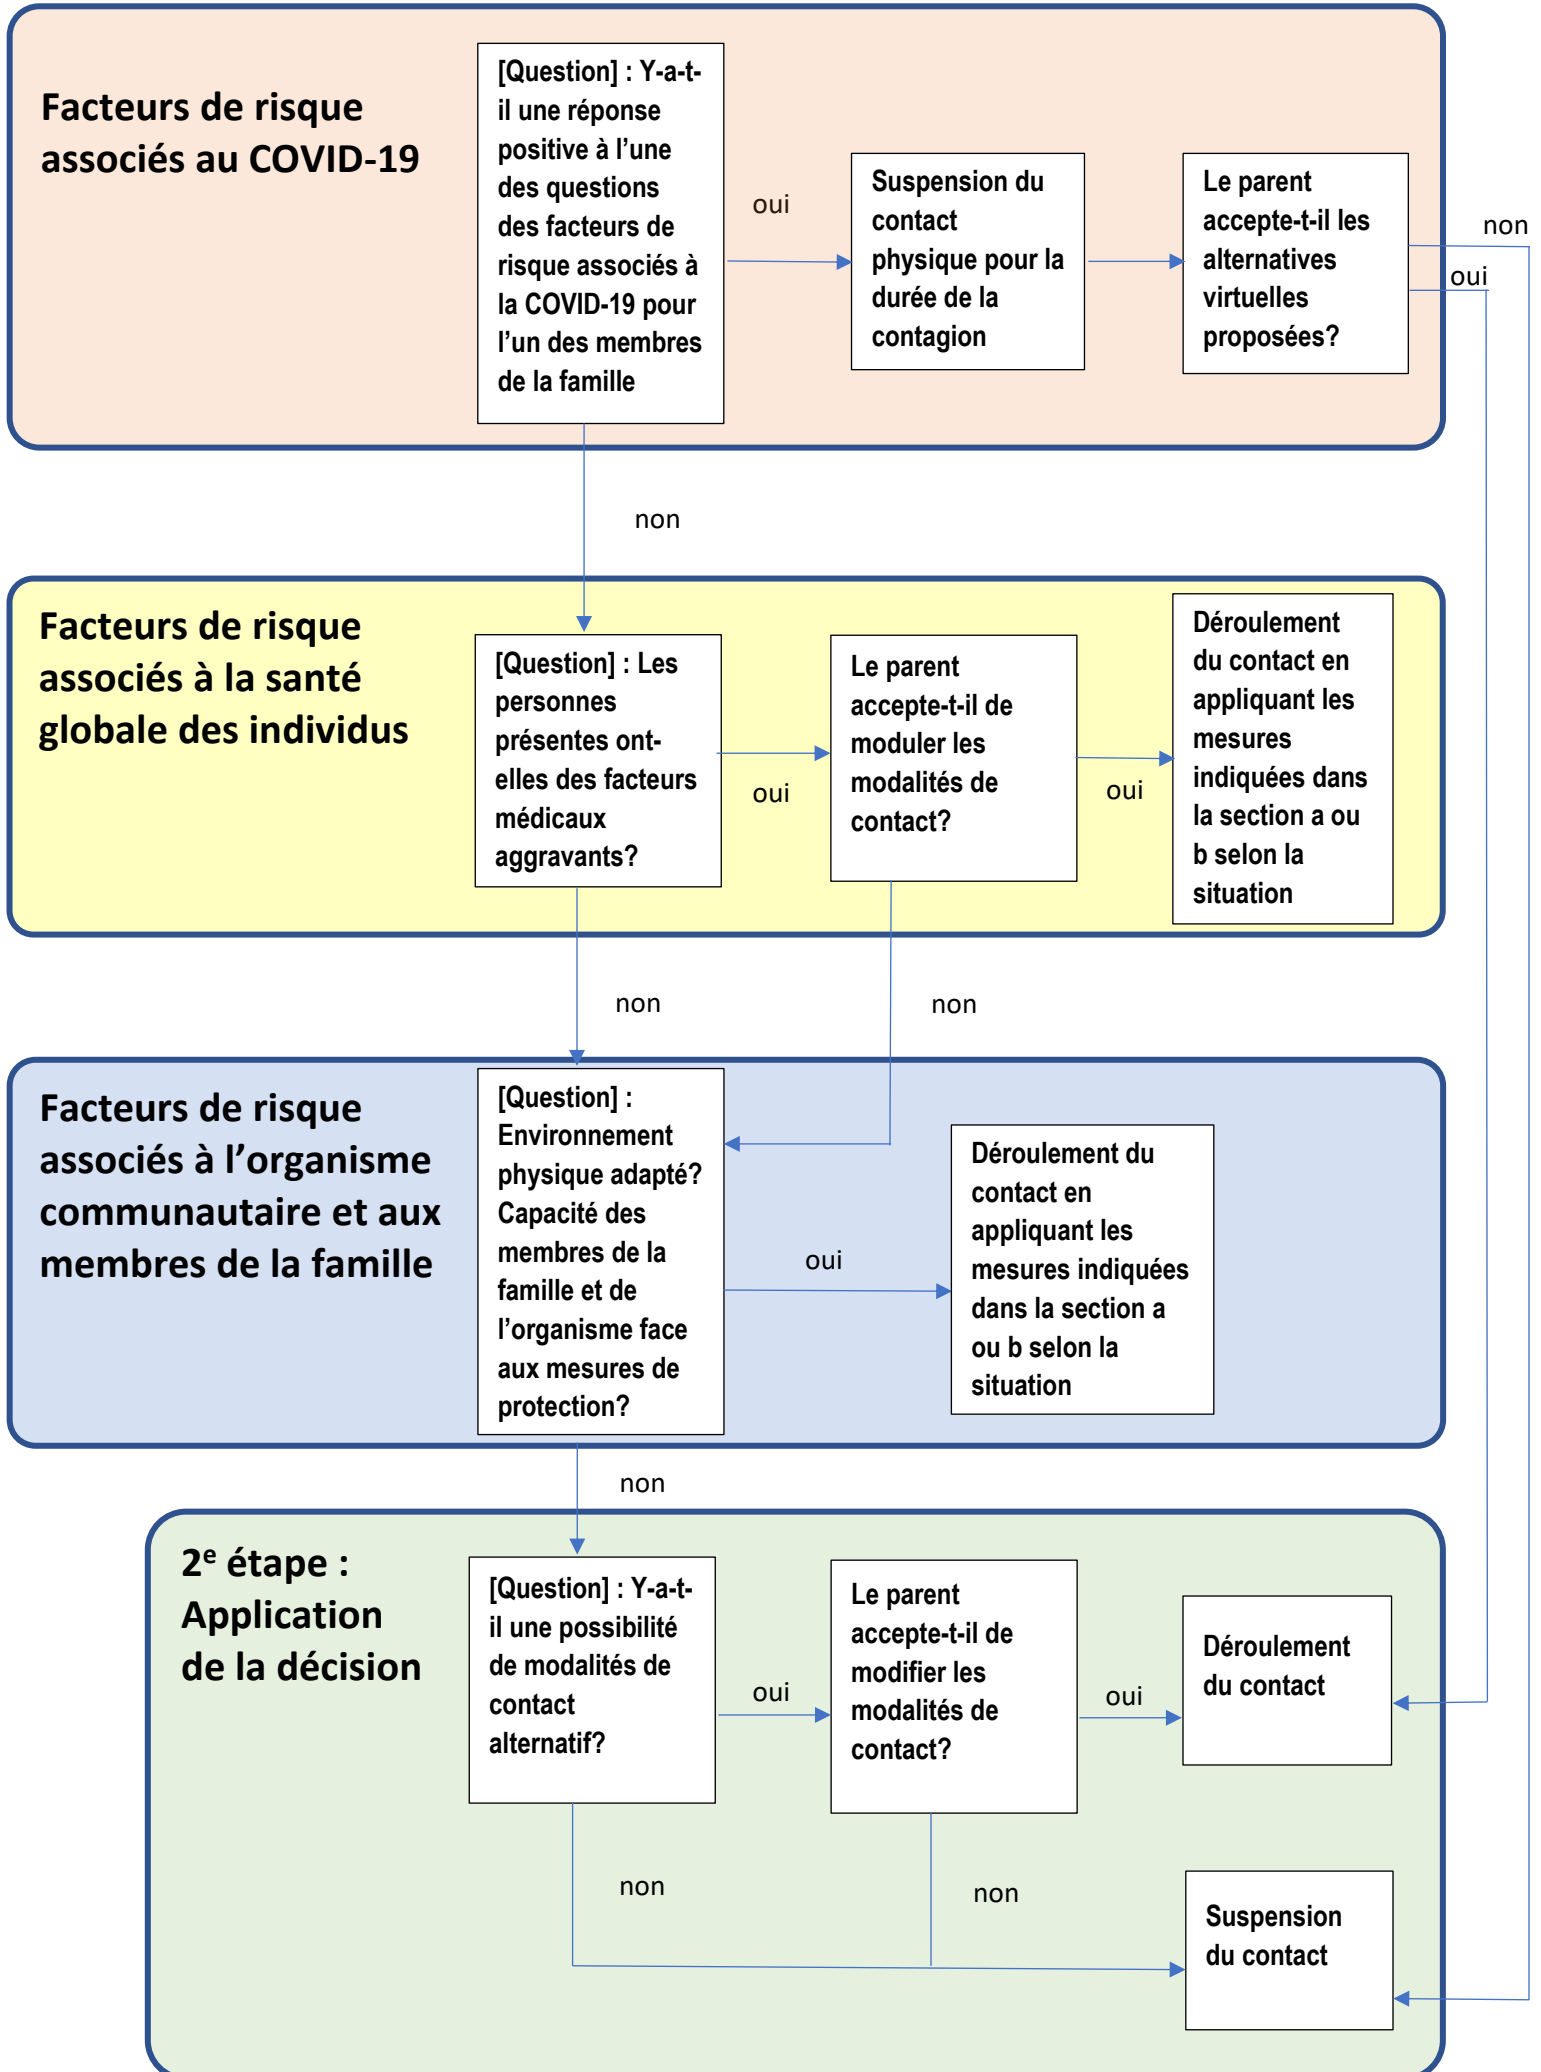 Facteurs de risque
associés au COVID-19
[Question] : Y-a-t-
il une réponse
positive à l’une
des questions
des facteurs de
risque associés à
la COVID-19 pour
l’un des membres
de la famille
oui
Suspension du
contact
physique pour la
durée de la
contagion
Le parent
accepte-t-il les
alternatives
virtuelles
proposées?
non
oui
non
Facteurs de risque
associés à la santé
globale des individus
[Question] : Les
personnes
présentes ont-
elles des facteurs
médicaux
aggravants?
oui
Le parent
accepte-t-il de
moduler les
modalités de
contact?
oui
Déroulement
du contact en
appliquant les
mesures
indiquées dans
la section a ou
b selon la
situation
non
non
Facteurs de risque
associés à l’organisme
communautaire et aux
membres de la famille
[Question] :
Environnement
physique adapté?
Capacité des
membres de la
famille et de
l’organisme face
aux mesures de
protection?
oui
Déroulement du
contact en
appliquant les
mesures indiquées
dans la section a
ou b selon la
situation
non
2e étape :
Application
de la décision
[Question] : Y-a-t-
il une possibilité
de modalités de
contact
alternatif?
oui
Le parent
accepte-t-il de
modifier les
modalités de
contact?
oui
Déroulement
du contact
non
non
Suspension
du contact